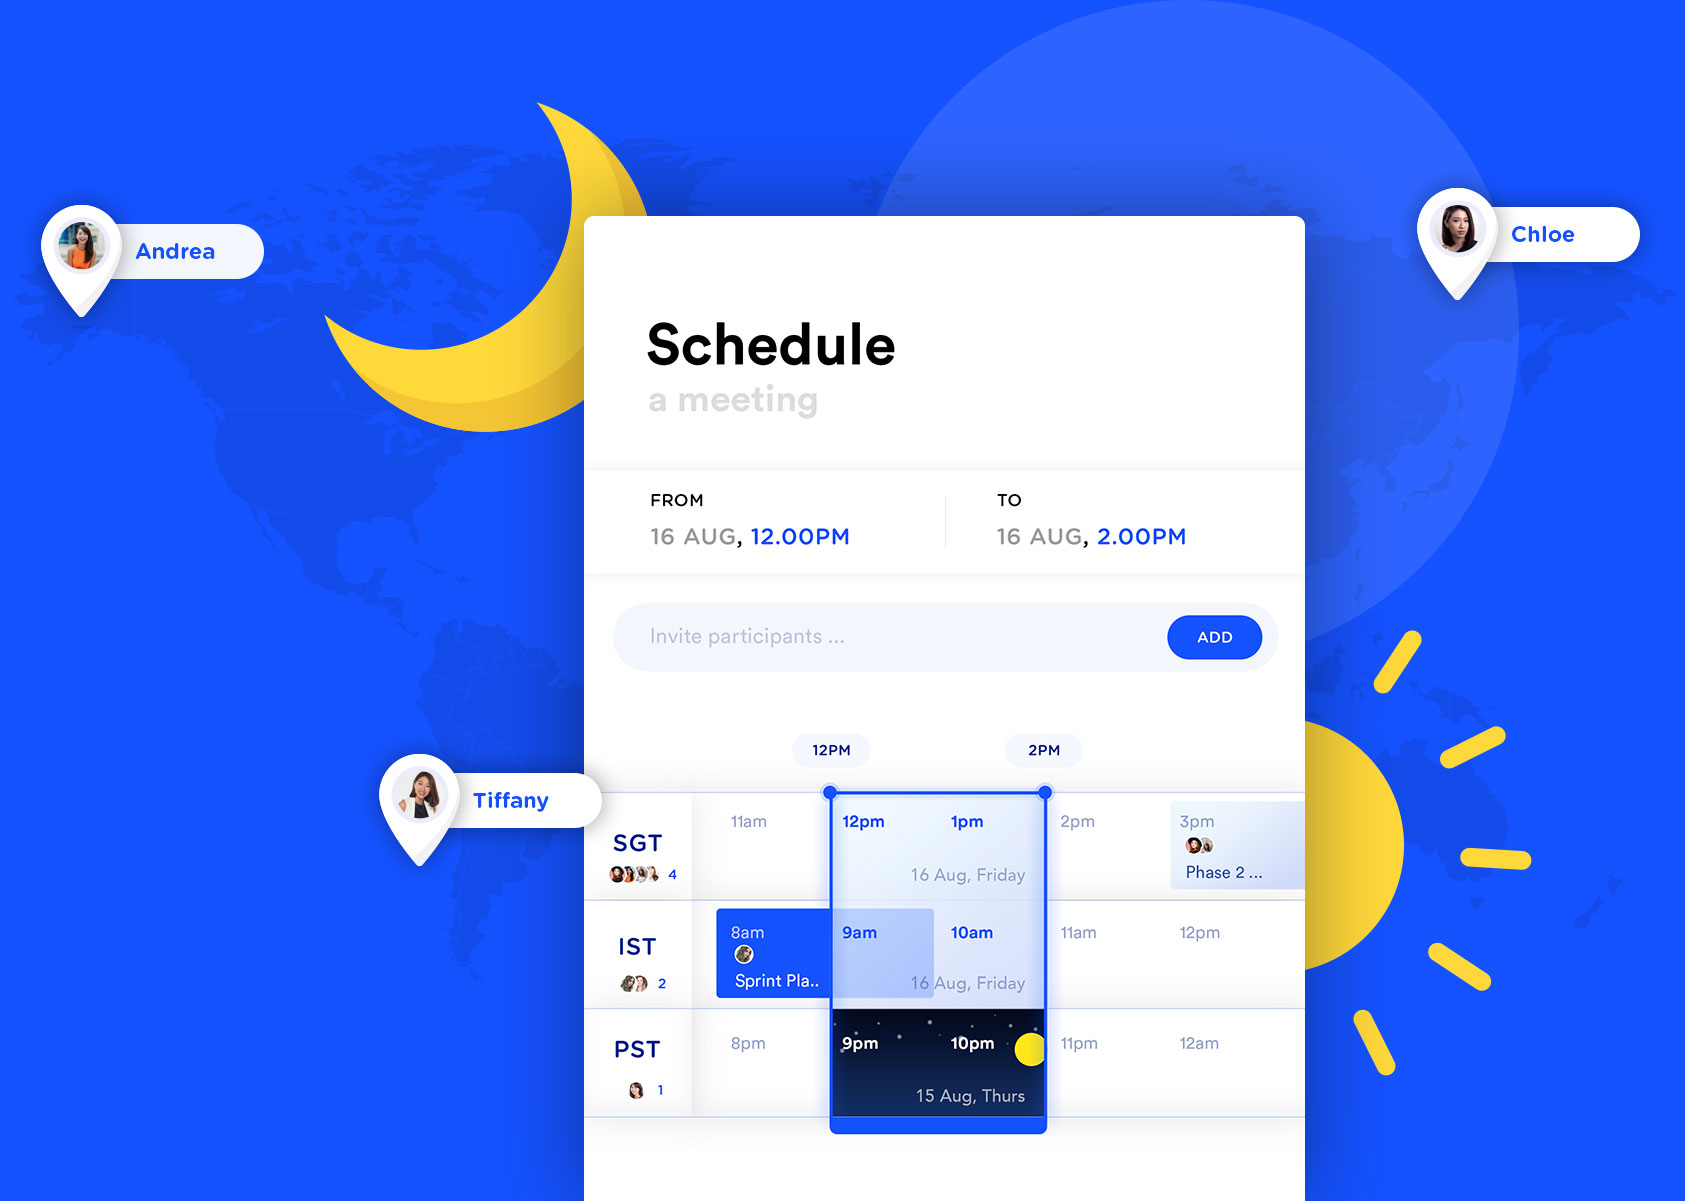 Andrea
Chloe
Schedule
a meeting
FROM
TO
16 AUG, 12.00PM
16 AUG, 2.00PM
Invite participants ...
ADD
12PM
2PM
Tiffany
SGT
4
11am
12pm
1pm
2pm
3pm
16 Aug, Friday
Phase 2 ...
IST
2
8am
9am
10am
11am
12pm
Sprint Pla..
16 Aug, Friday
PST
1
8pm
9pm
10pm
11pm
12am
15 Aug, Thurs